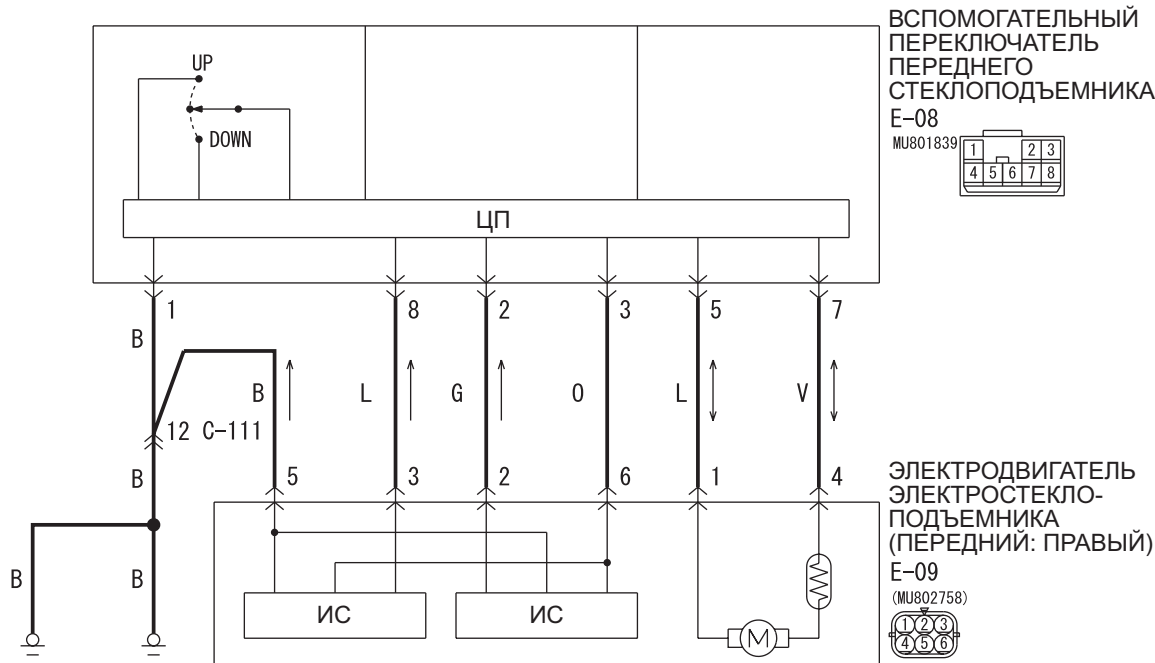 ВСПОМОГАТЕЛЬНЫЙ
ПЕРЕКЛЮЧАТЕЛЬ
ПЕРЕДНЕГО
СТЕКЛОПОДЪЕМНИКА
E-08
MU801839
1 2 3
4 5 6 7 8
UP
DOWN
ЦП
1 8 2 3 5 7
B
B L G O L V
12 C-111
B
5 3 2 6 1 4
ЭЛЕКТРОДВИГАТЕЛЬ
ЭЛЕКТРОСТЕКЛО-
ПОДЪЕМНИКА
(ПЕРЕДНИЙ: ПРАВЫЙ)
E-09
(MU802758)
1 2 3
4 5 6
B B
ИС ИС
M